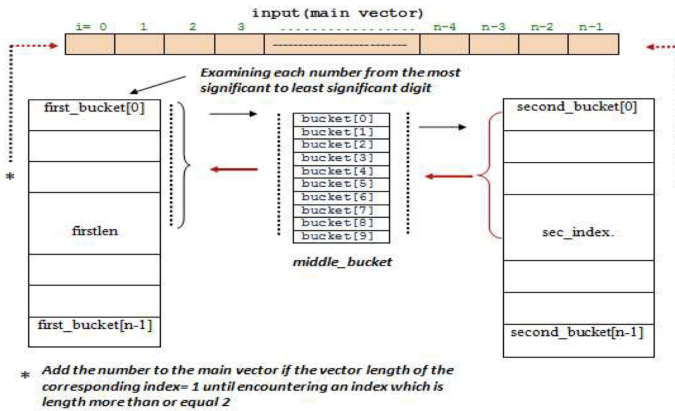 input(main vector)
i= 0 1 2 3 n-4 n-3 n-2 n-1
Examining each number from the most
significant to least significant digit
first_bucket[0]
firstlen
first_bucket[n-1]
bucket[0]
bucket[1]
bucket[2]
bucket[3]
bucket[4]
bucket[5]
bucket[6]
bucket[7]
bucket[8]
bucket[9]
middle_bucket
second_bucket[0]
sec_index.
second_bucket[n-1]
*
* Add the number to the main vector if the vector length of the
corresponding index= 1 until encountering an index which is
length more than or equal 2